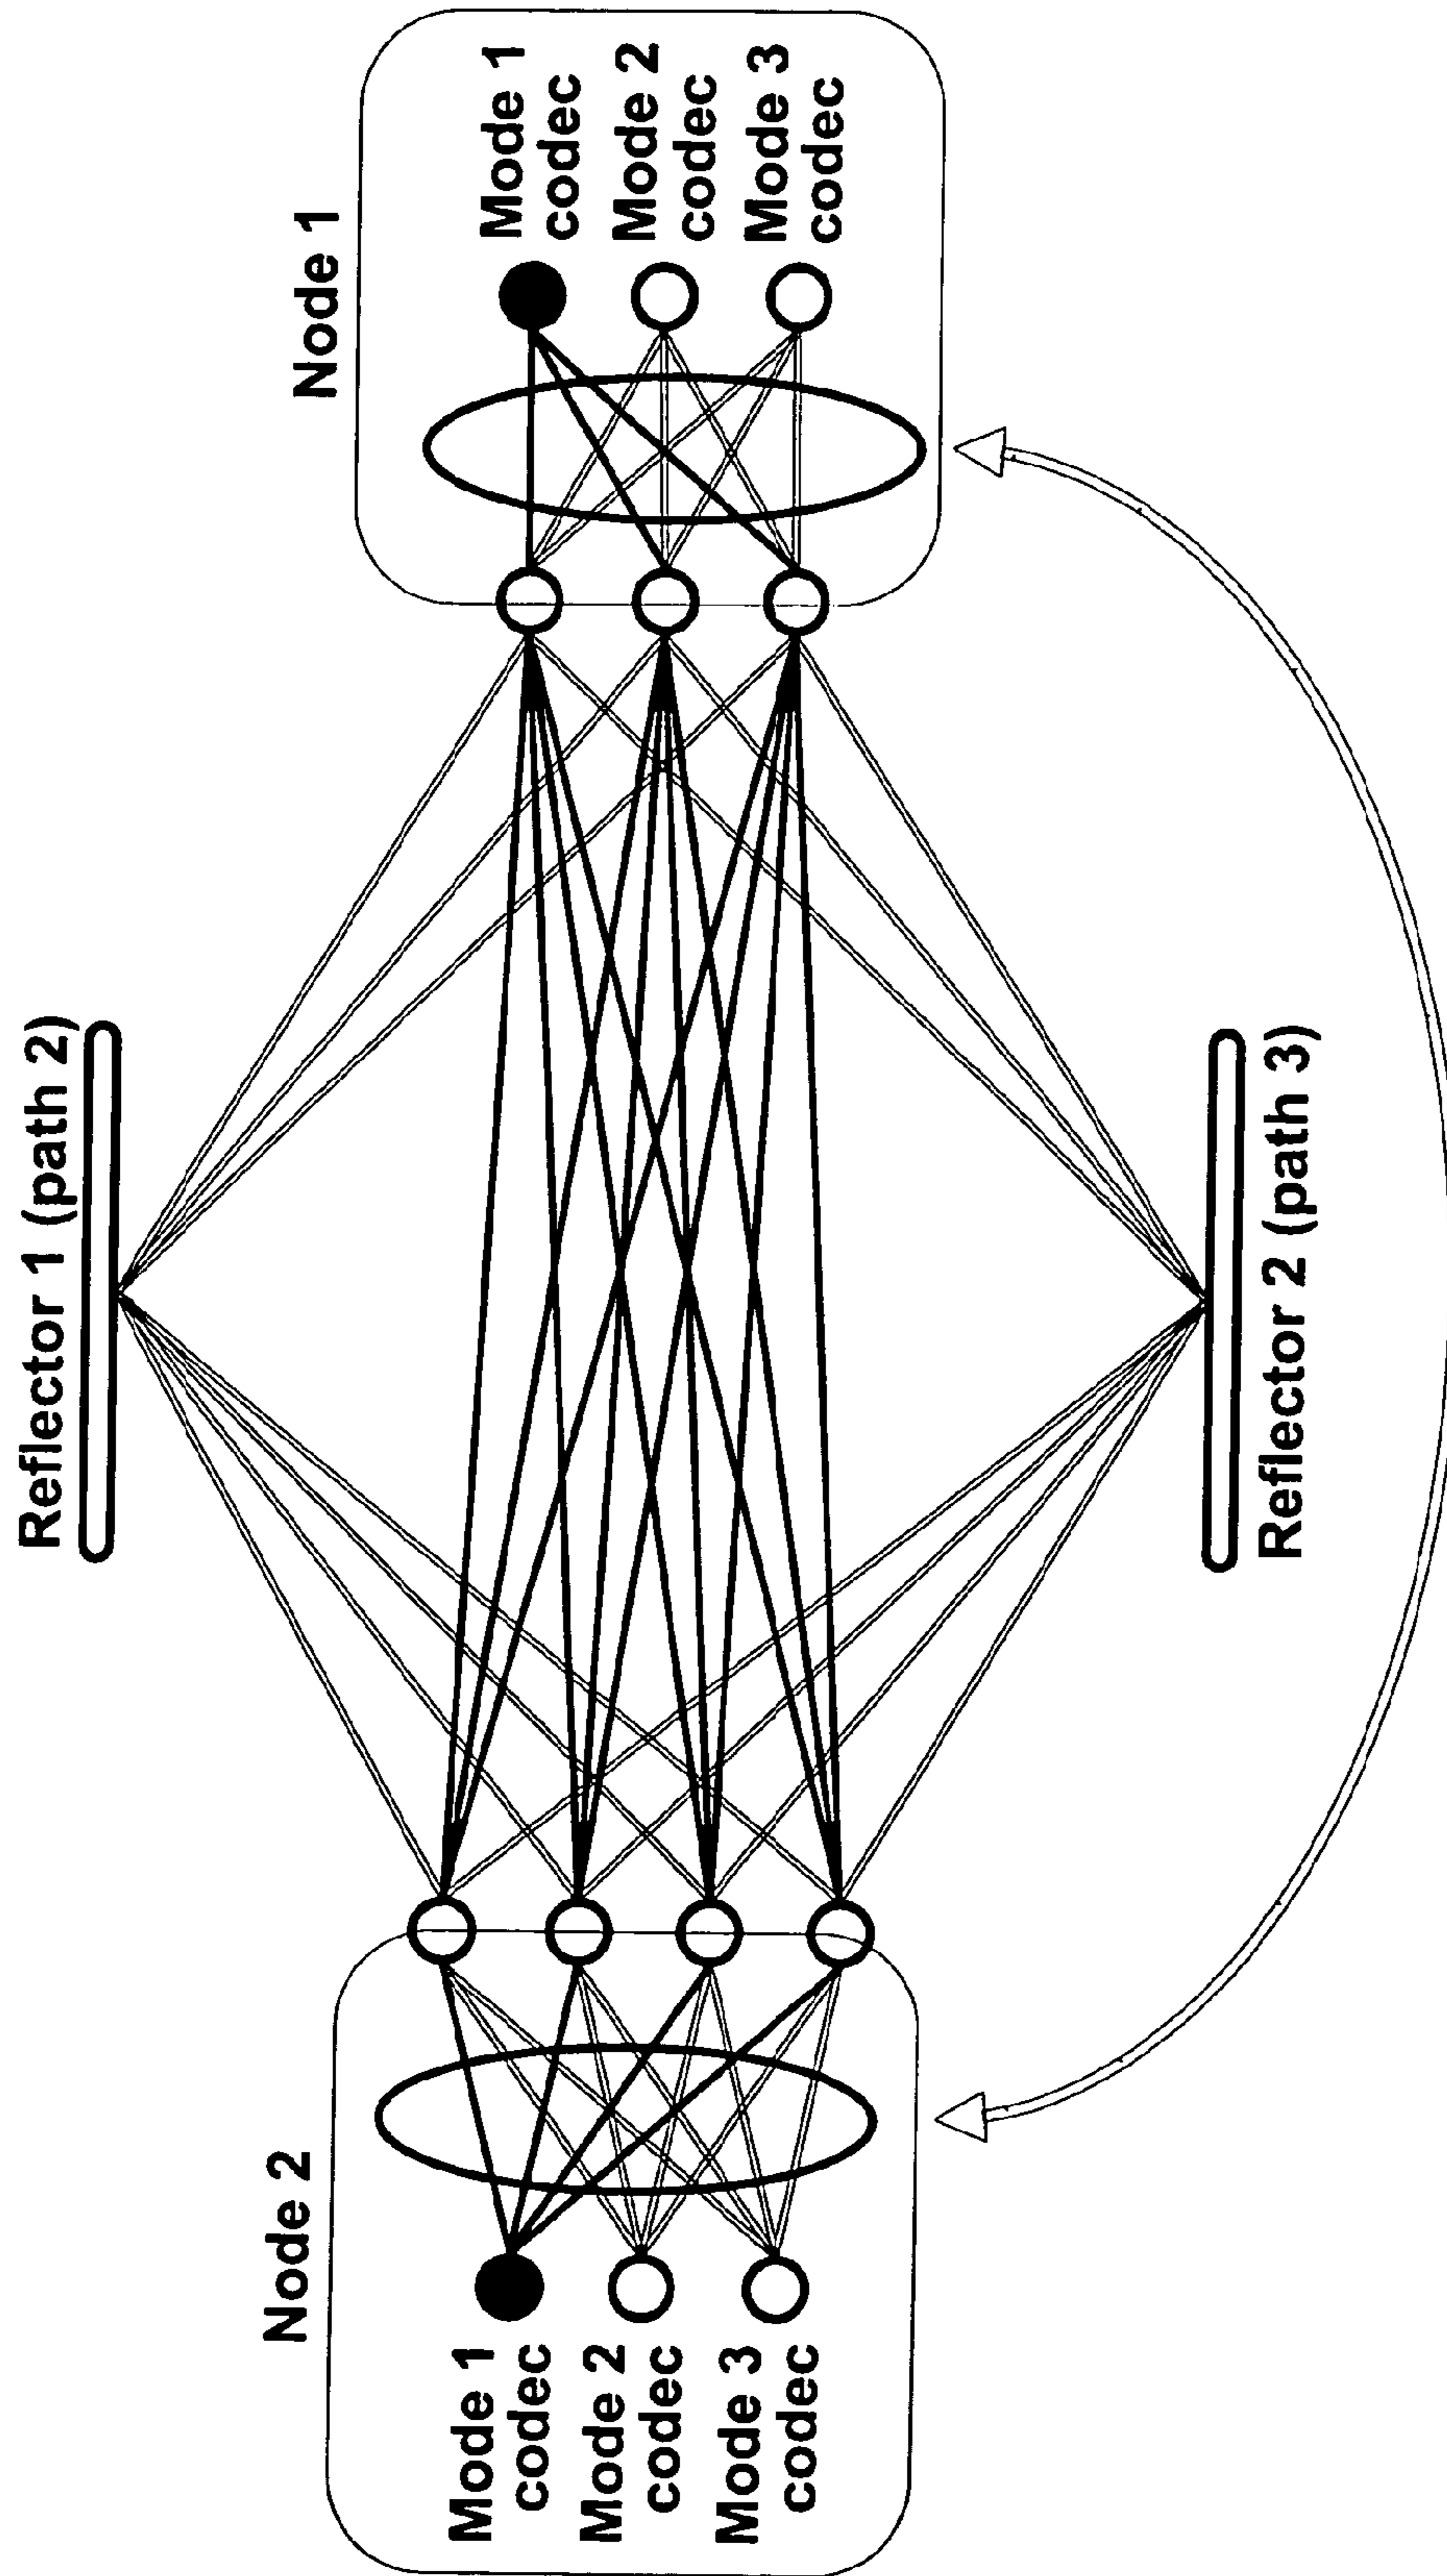 Reflector 1 (path 2)
Node 2
Node 1
Mode 1
codec
Mode 2
codec
Mode 3
codec
Mode 1
codec
Mode 2
codec
Mode 3
codec
Reflector 2 (path 3)